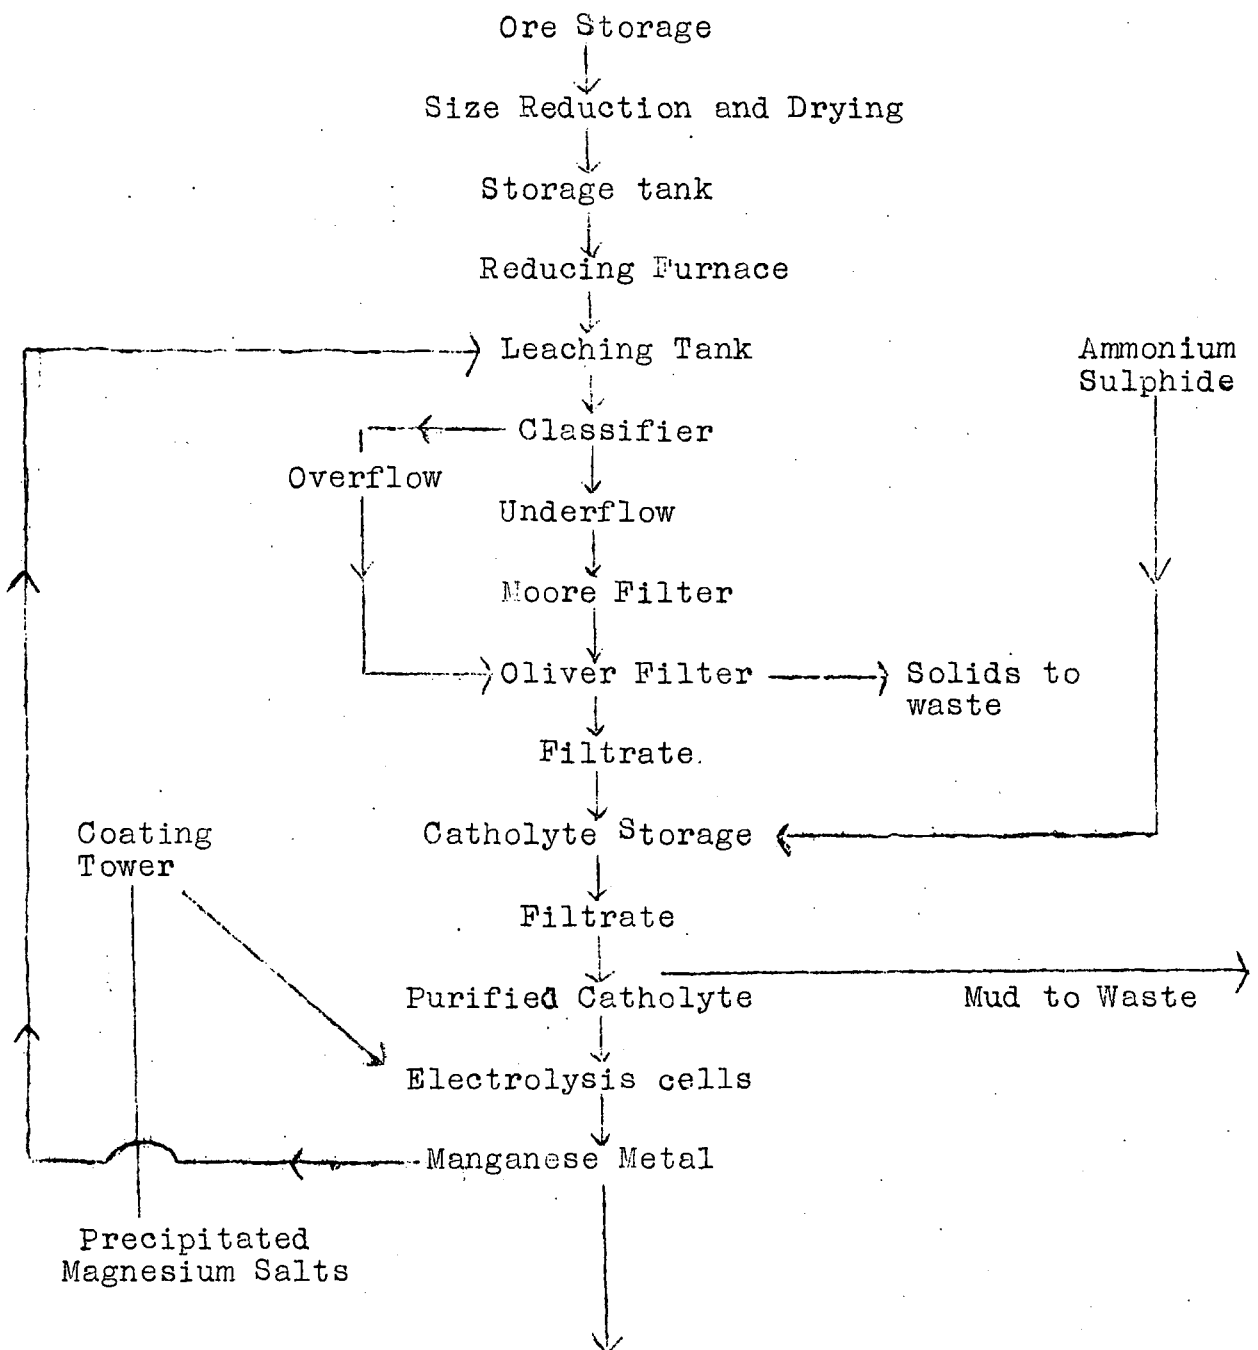 Ore Storage
Size Reduction and Drying
Storage tank
Reducing Furnace
Leaching Tank
Ammonium
Sulphide
Classifier
Overflow
Underflow
Moore Filter
Oliver Filter
Solids to
waste
Filtrate.
Coating
Tower
Catholyte Storage
Filtrate
Purified Catholyte
Mud to Waste
Electrolysis cells
Manganese Metal
Precipitated
Magnesium Salts